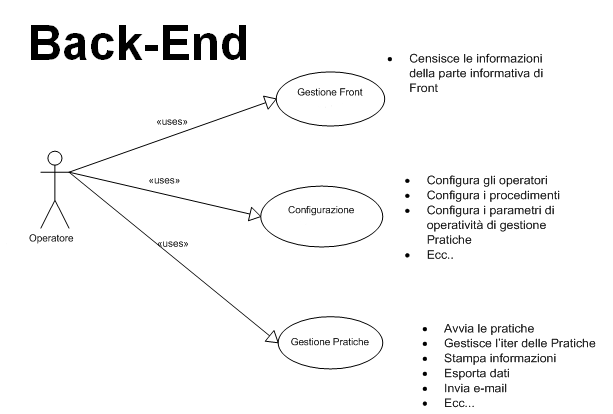 Back-End
• Censisce le informazioni
della parte informativa di
Front
Gestione Front
«uses»
Operatore
«uses»
Configurazione
• Configura gli operatori
• Configura i procedimenti
• Configura i parametri di
operatività di gestione
Pratiche
• Ecc..
«uses»
Gestione Pratiche
• Avvia le pratiche
• Gestisce l'iter delle Pratiche
• Stampa informazioni
• Esporta dati
• Invia e-mail
• Ecc...